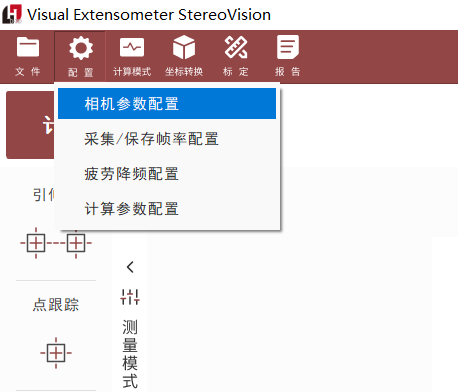 Visual Extensometer StereoVision
文 件 配 置 计算模式 坐标转换 标 定 报 告
相机参数配置
采集/保存帧率配置
疲劳降频配置
计算参数配置
点跟踪
测量模式